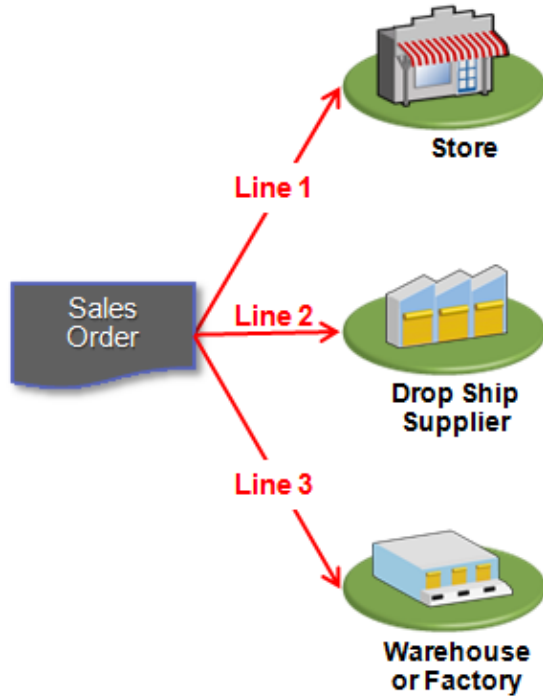 Store
Line 1
Sales
Order
Line 2
Drop Ship
Supplier
Line 3
Warehouse
or Factory